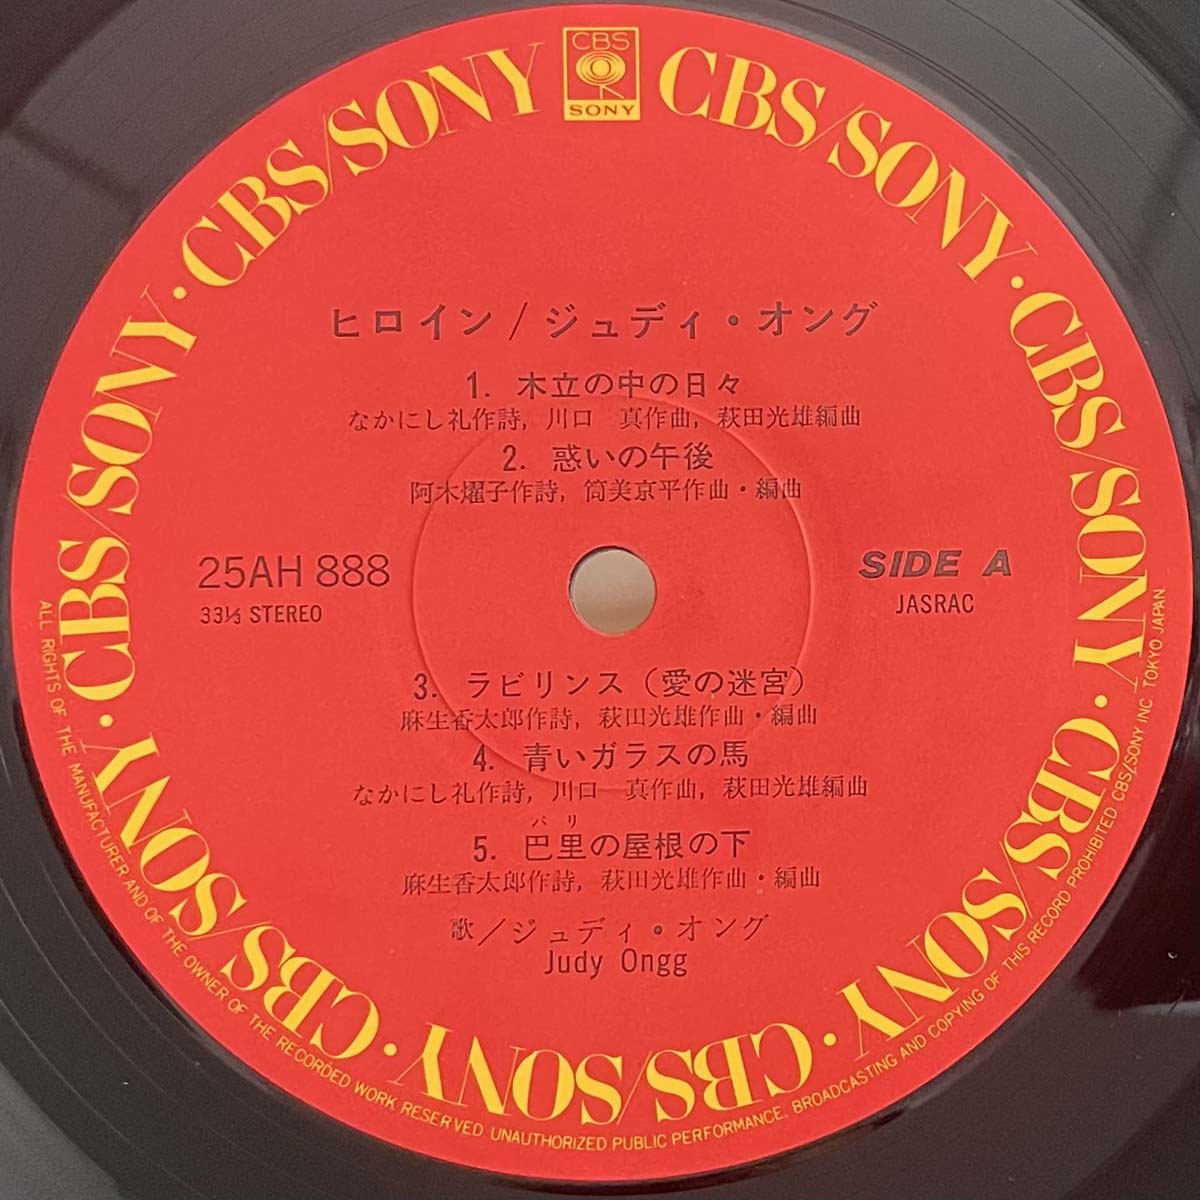 CBS
SONY
CBS/SONY · CBS/SONY · CBS/SONY · CBS/SONY · CBS/SONY · CBS/SONY · CBS/SONY · CBS/SONY
ヒロイン/ジュディ・オング
1. 木立の中の日々
なかにし礼作詩, 川口 真作曲, 萩田光雄編曲
2. 惑いの午後
阿木燿子作詩, 筒美京平作曲・編曲
25AH 888
33⅓ STEREO
SIDE A
JASRAC
3. ラビリンス(愛の迷宮)
麻生香太郎作詩, 萩田光雄作曲・編曲
4. 青いガラスの馬
なかにし礼作詩, 川口 真作曲, 萩田光雄編曲
パリ
5. 巴里の屋根の下
麻生香太郎作詩, 萩田光雄作曲・編曲
歌/ジュディ・オング
Judy Ongg
ALL RIGHTS OF THE MANUFACTURER AND OF THE OWNER OF THE RECORDED WORK RESERVED. UNAUTHORIZED PUBLIC PERFORMANCE. BROADCASTING AND COPYING OF THIS RECORD PROHIBITED CBS/SONY INC TOKYO JAPAN